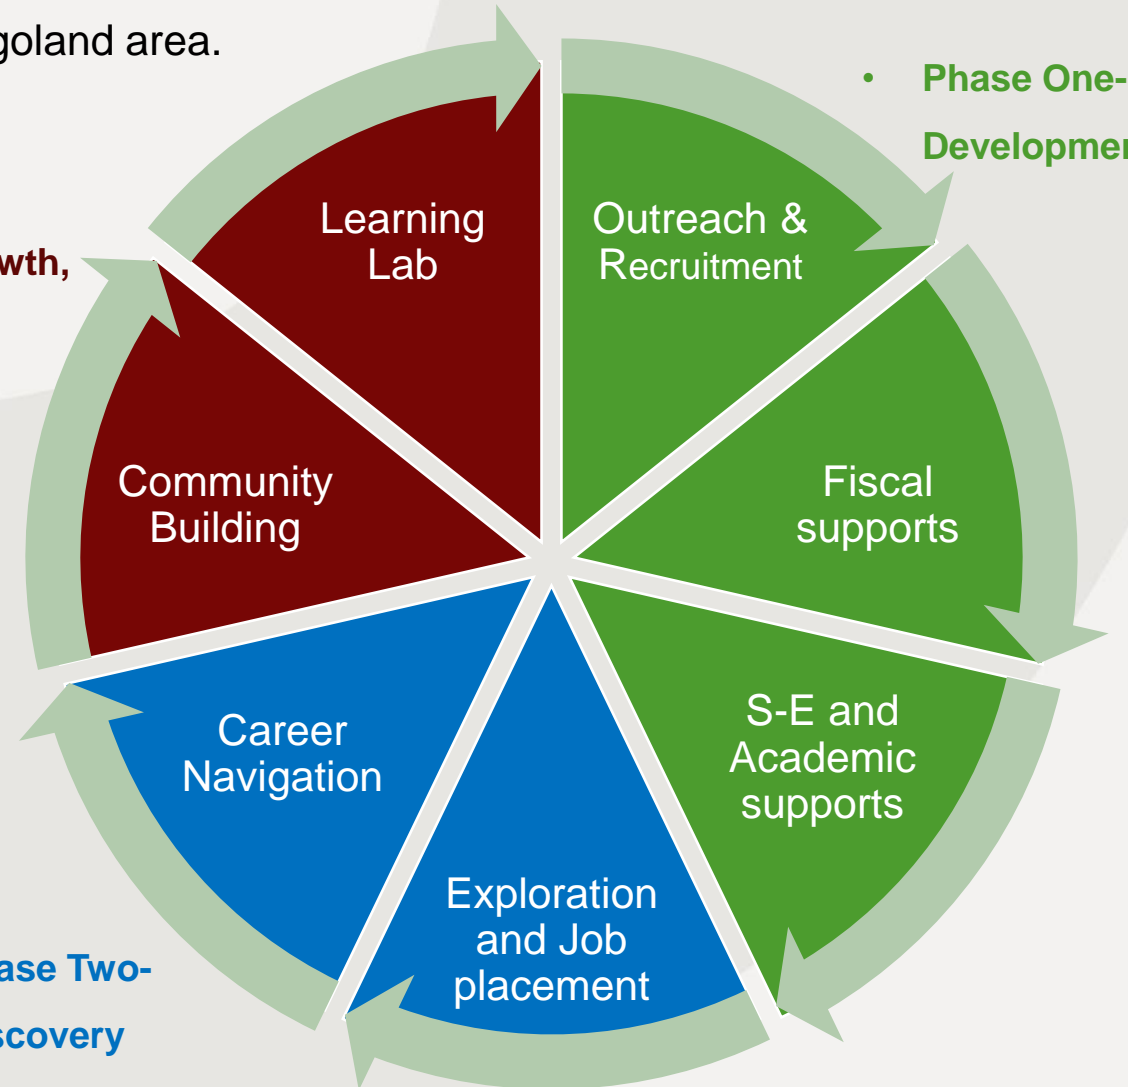 goland area.
• Phase One-
Developmen
wth,
Learning
Lab
Outreach &
Recruitment
Community
Building
Fiscal
supports
Career
Navigation
S-E and
Academic
supports
Exploration
and Job
placement
ase Two-
scovery